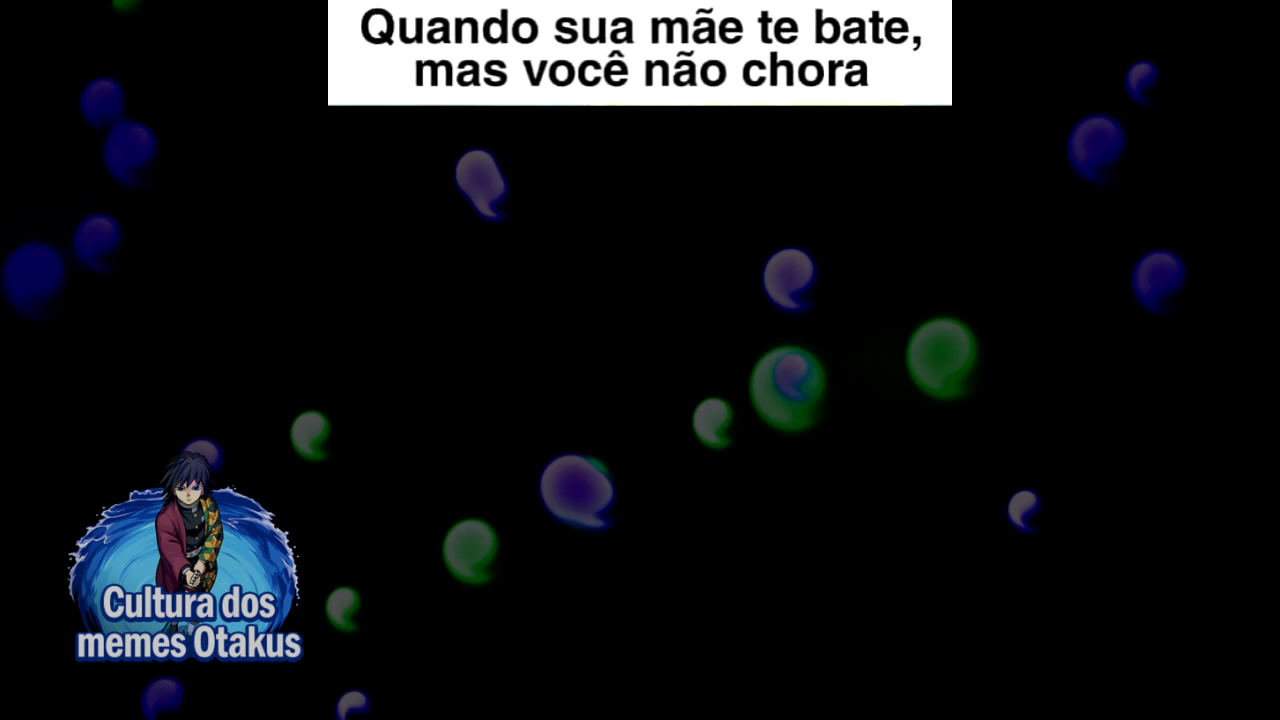 Quando sua mãe te bate,
mas você não chora
Cultura dos
memes Otakus